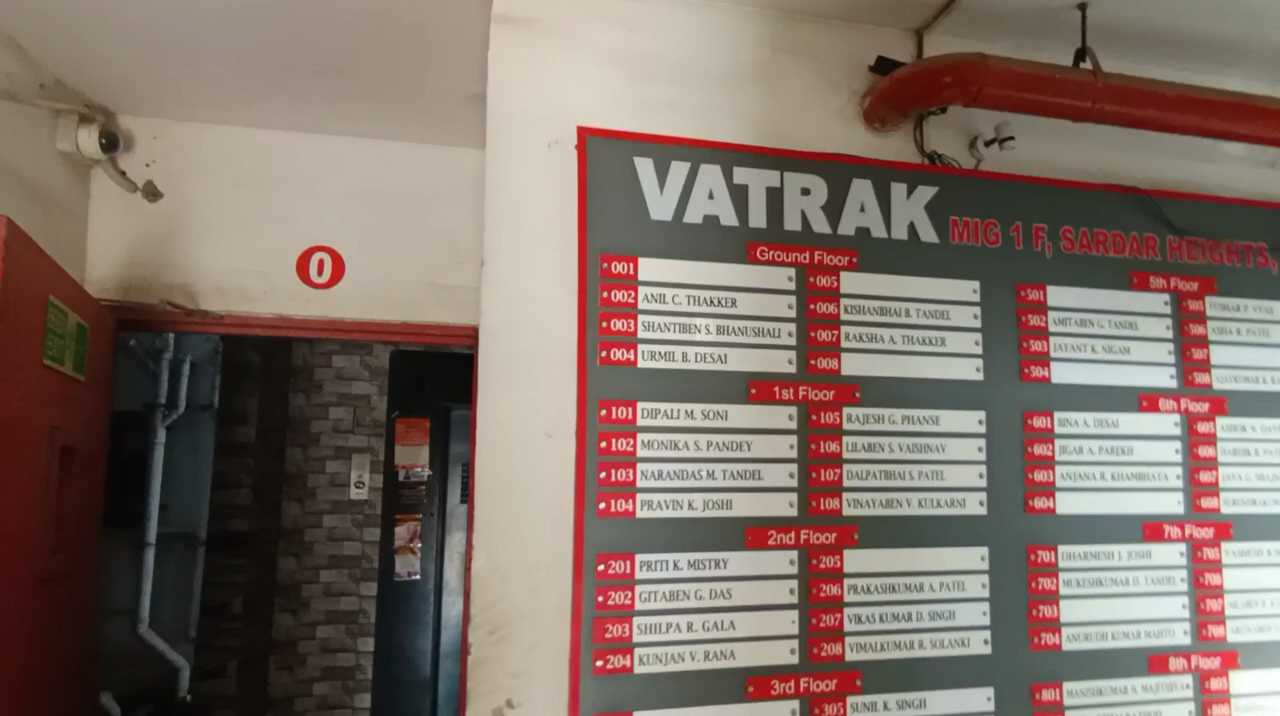 0
VATRAK
MIG 1 F, SARDAR HEIGHTS,
Ground Floor
001
002 ANIL C. THAKKER
003 SHANTIBEN S. BHANUSHALI
004 URMIL B. DESAI
005
006 KISHANBHAI B. TANDEL
007 RAKSHA A. THAKKER
008
1st Floor
101 DIPALI M. SONI
102 MONIKA S. PANDEY
103 NARANDAS M. TANDEL
104 PRAVIN K. JOSHI
105 RAJESH G. PHANSE
106 LILABEN S. VAISHNAV
107 DALPATBHAI S. PATEL
108 VINAYABEN V. KULKARNI
2nd Floor
201 PRITI K. MISTRY
202 GITABEN G. DAS
203 SHILPA R. GALA
204 KUNJAN V. RANA
205
206 PRAKASHKUMAR A. PATEL
207 VIKAS KUMAR D. SINGH
208 VIMALKUMAR R. SOLANKI
3rd Floor
305 SUNIL K. SINGH
5th Floor
501
502 AMITABEN G. TANDEL
503 JAYANT K. NIGAM
504
505 TUSHAR P. VYAS
506 ASHA R. PATEL
507
508
6th Floor
601 BINA A. DESAI
602 JIGAR A. PAREKH
603 ANJANA R. KHAMBHATA
604
605 ASHOK N.
606 HARDIK R.
607
608
7th Floor
701 DHARMESH J. JOSHI
702 MUKESHKUMAR D. TANDEL
703
704 ANURUDH KUMAR MAHTO
705
706
707
708
8th Floor
801 MANISHKUMAR N. MAJITHIYA
805
806